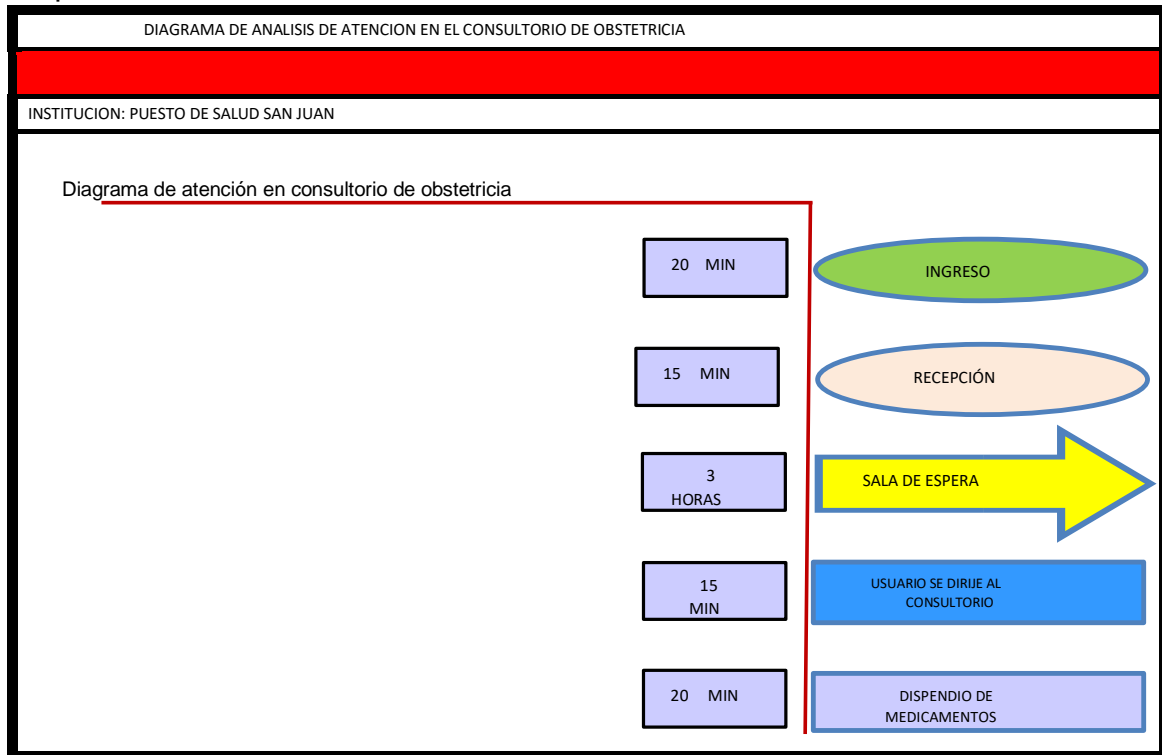 DIAGRAMA DE ANALISIS DE ATENCION EN EL CONSULTORIO DE OBSTETRICIA
INSTITUCION: PUESTO DE SALUD SAN JUAN
Diagrama de atención en consultorio de obstetricia
20 MIN
INGRESO
15 MIN
RECEPCIÓN
3
HORAS
SALA DE ESPERA
15
MIN
USUARIO SE DIRIJE AL
CONSULTORIO
20 MIN
DISPENDIO DE
MEDICAMENTOS